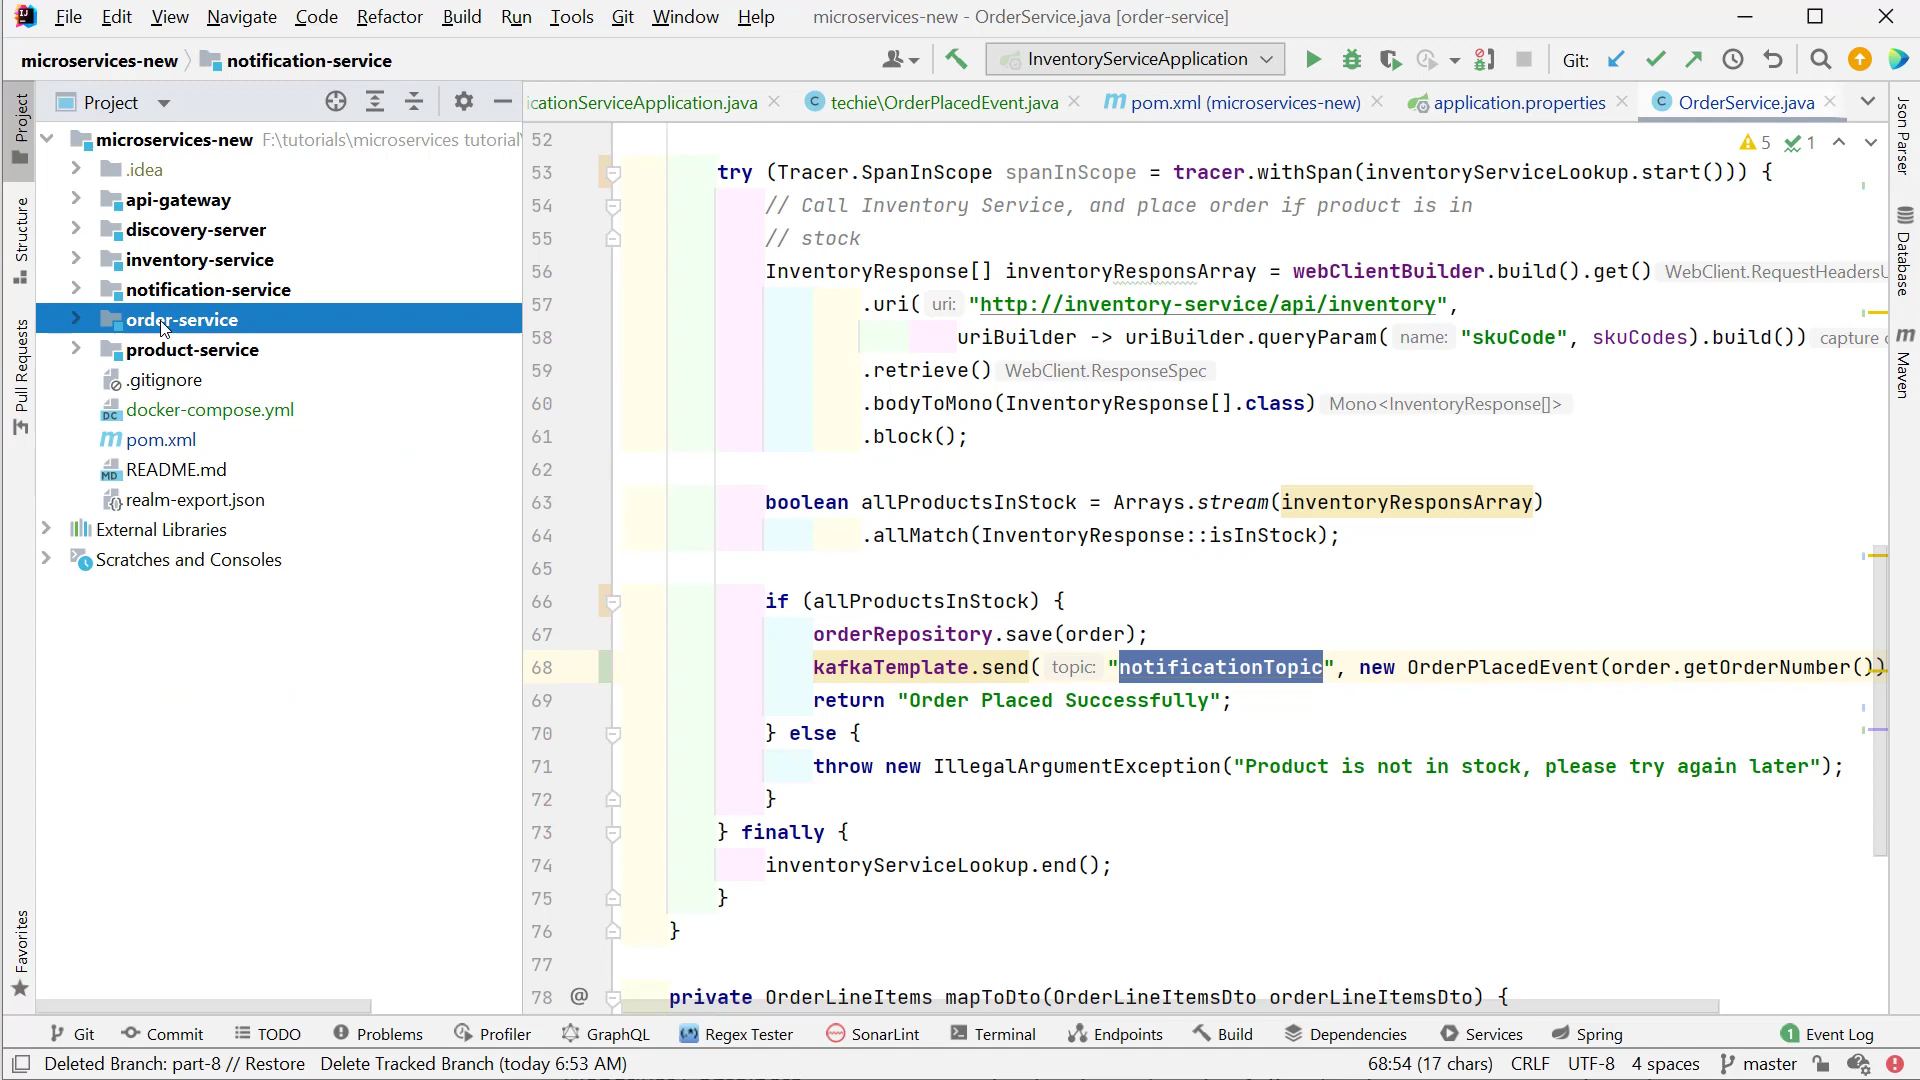 File Edit View Navigate Code Refactor Build Run Tools Git Window Help microservices-new - OrderService.java [order-service]
microservices-new notification-service InventoryServiceApplication Git:
Project icationServiceApplication.java techie\OrderPlacedEvent.java pom.xml (microservices-new) application.properties OrderService.java
microservices-new F:\tutorials\microservices tutorial
.idea
api-gateway
discovery-server
inventory-service
notification-service
order-service
product-service
.gitignore
docker-compose.yml
pom.xml
README.md
realm-export.json
External Libraries
Scratches and Consoles
Project
Structure
Pull Requests
Favorites
5 1
52
53 try (Tracer.SpanInScope spanInScope = tracer.withSpan(inventoryServiceLookup.start())) {
54 // Call Inventory Service, and place order if product is in
55 // stock
56 InventoryResponse[] inventoryResponsArray = webClientBuilder.build().get() WebClient.RequestHeadersU
57 .uri( uri: "http://inventory-service/api/inventory",
58 uriBuilder -> uriBuilder.queryParam( name: "skuCode", skuCodes).build()) capture
59 .retrieve() WebClient.ResponseSpec
60 .bodyToMono(InventoryResponse[].class) Mono<InventoryResponse[]>
61 .block();
62
63 boolean allProductsInStock = Arrays.stream(inventoryResponsArray)
64 .allMatch(InventoryResponse::isInStock);
65
66 if (allProductsInStock) {
67 orderRepository.save(order);
68 kafkaTemplate.send( topic: "notificationTopic", new OrderPlacedEvent(order.getOrderNumber())
69 return "Order Placed Successfully";
70 } else {
71 throw new IllegalArgumentException("Product is not in stock, please try again later");
72 }
73 } finally {
74 inventoryServiceLookup.end();
75 }
76 }
77
78 @ private OrderLineItems mapToDto(OrderLineItemsDto orderLineItemsDto) {
Json Parser
Database
Maven
Git Commit TODO Problems Profiler GraphQL Regex Tester SonarLint Terminal Endpoints Build Dependencies Services Spring 1 Event Log
Deleted Branch: part-8 // Restore Delete Tracked Branch (today 6:53 AM) 68:54 (17 chars) CRLF UTF-8 4 spaces master